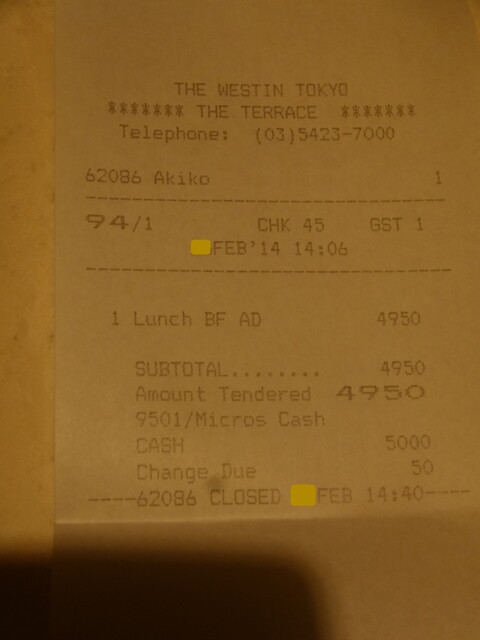 THE WESTIN TOKYO
******* THE TERRACE *******
Telephone: (03)5423-7000
62086 Akiko 1
94/1 CHK 45 GST 1
FEB'14 14:06
1 Lunch BF AD 4950
SUBTOTAL........ 4950
Amount Tendered 4950
9501/Micros Cash
CASH 5000
Change Due 50
----62086 CLOSED FEB 14:40----